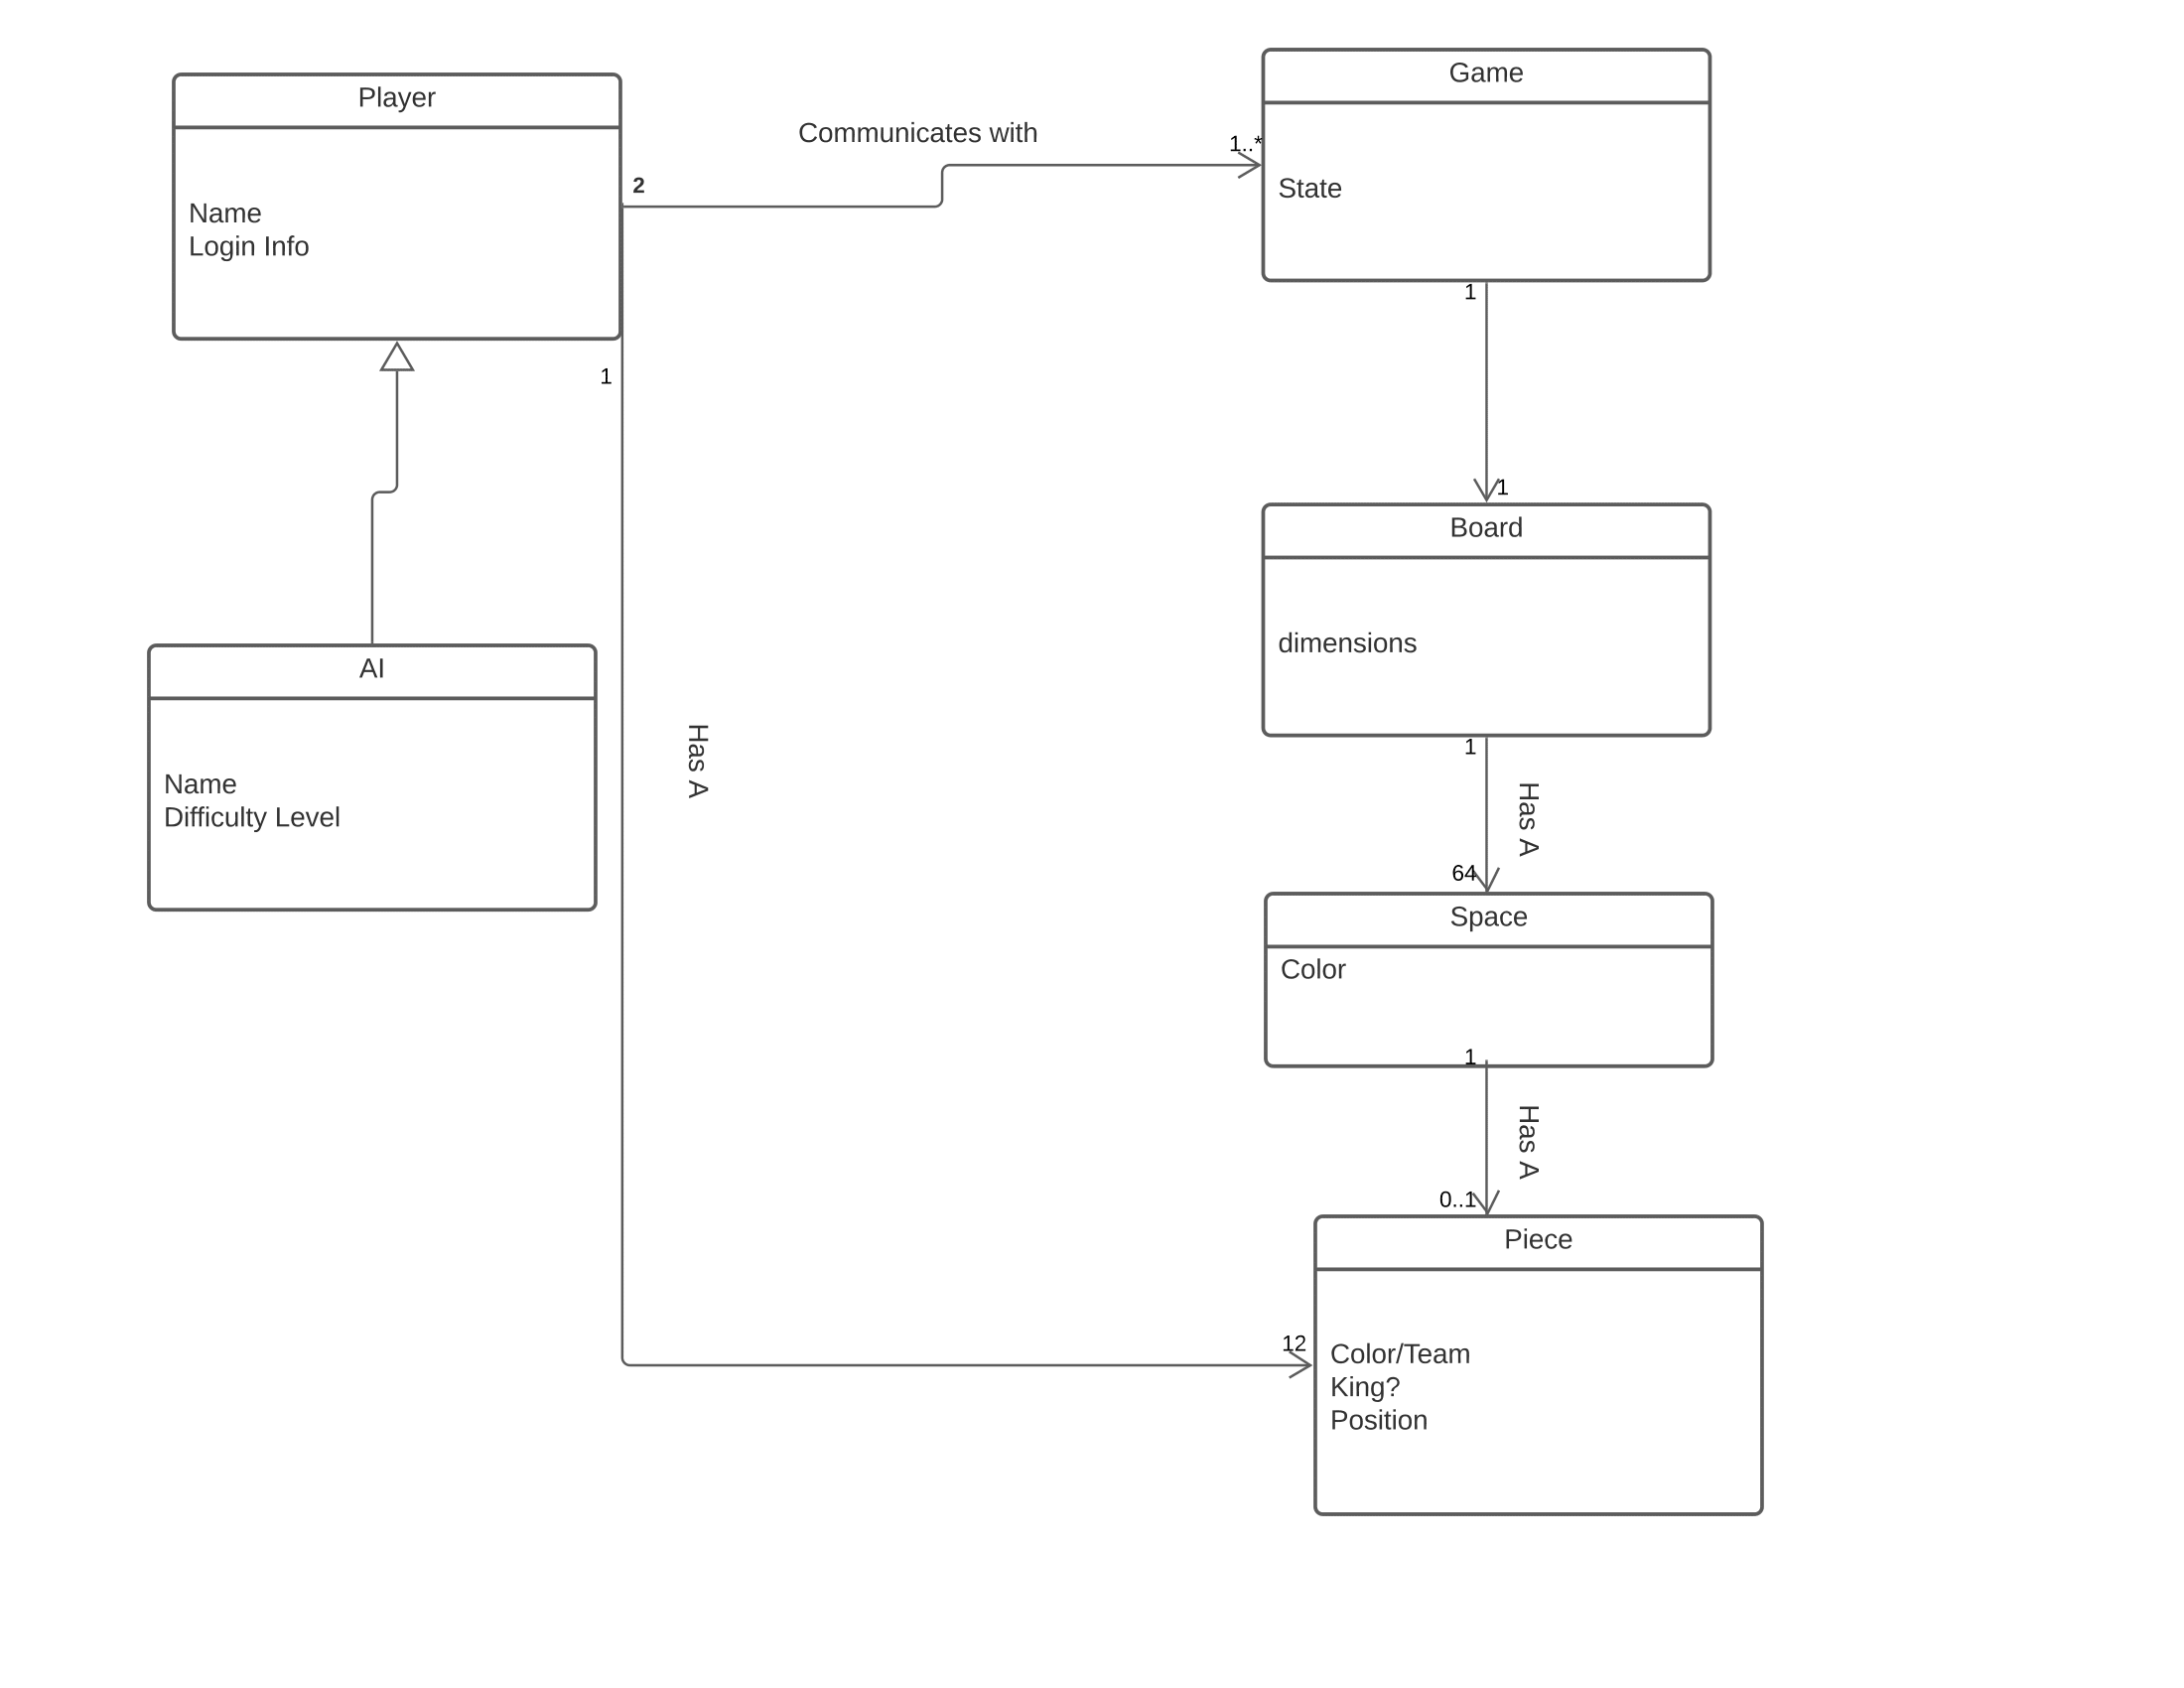 Player
Name
Login Info
2
Communicates with
1..*
Game
State
1
1
1
Board
dimensions
AI
Name
Difficulty Level
Has A
1
Has A
64
Space
Color
1
Has A
0..1
Piece
12
Color/Team
King?
Position